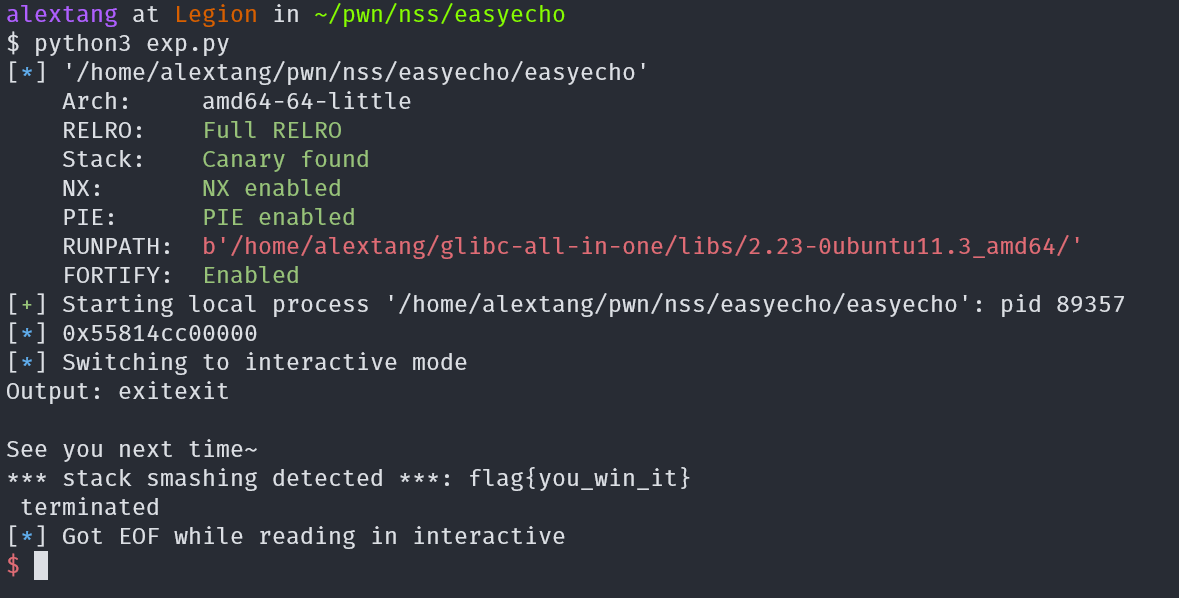 alextang at Legion in ~/pwn/nss/easyecho
$ python3 exp.py
[*] '/home/alextang/pwn/nss/easyecho/easyecho'
    Arch:     amd64-64-little
    RELRO:    Full RELRO
    Stack:    Canary found
    NX:       NX enabled
    PIE:      PIE enabled
    RUNPATH:  b'/home/alextang/glibc-all-in-one/libs/2.23-0ubuntu11.3_amd64/'
    FORTIFY:  Enabled
[+] Starting local process '/home/alextang/pwn/nss/easyecho/easyecho': pid 89357
[*] 0x55814cc00000
[*] Switching to interactive mode
Output: exitexit

See you next time~
*** stack smashing detected ***: flag{you_win_it}
 terminated
[*] Got EOF while reading in interactive
$